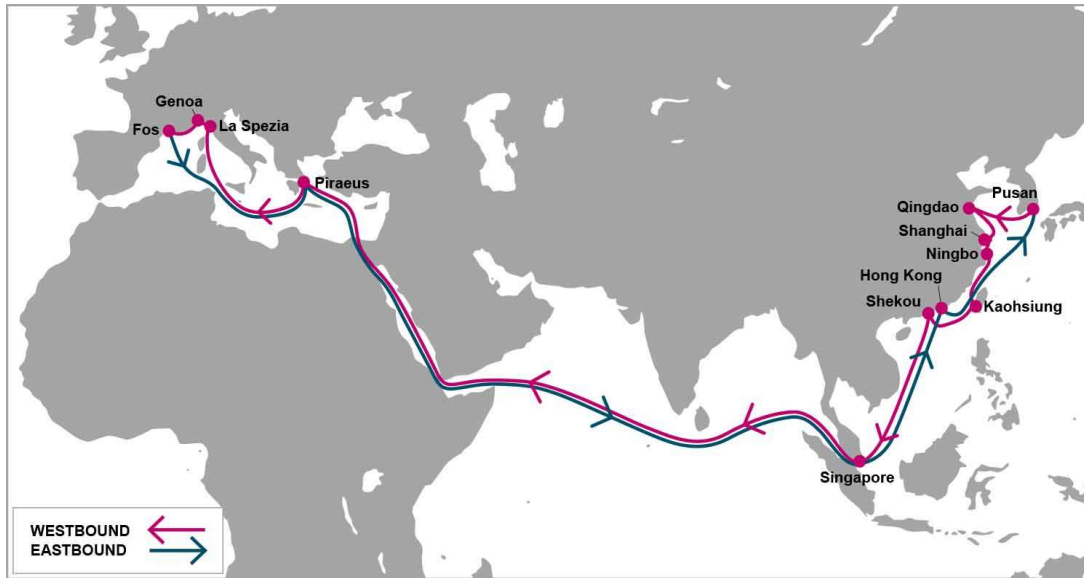 Genoa
Fos
La Spezia
Piraeus
Qingdao
Pusan
Shanghai
Ningbo
Hong Kong
Shekou
Kaohsiung
Singapore
WESTBOUND
EASTBOUND